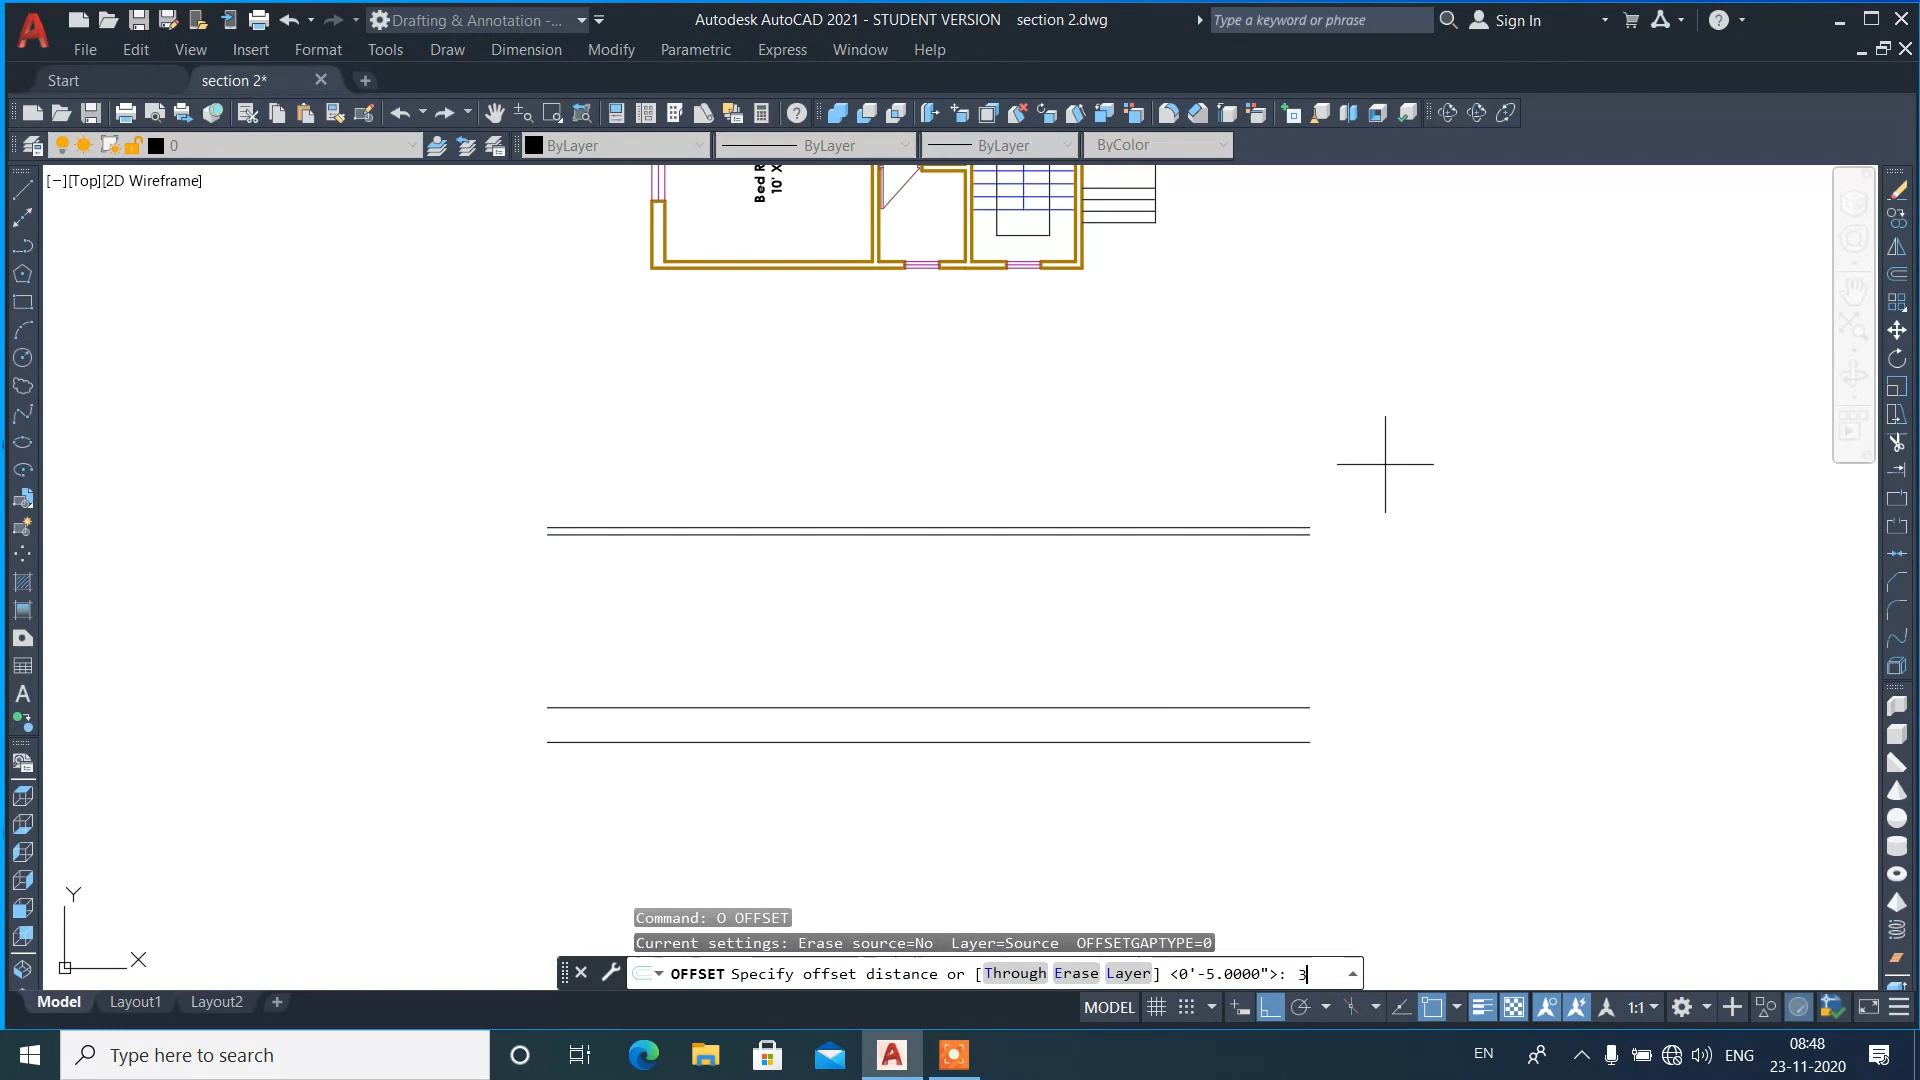 Drafting & Annotation -...
Autodesk AutoCAD 2021 - STUDENT VERSION section 2.dwg
Type a keyword or phrase
Sign In
File Edit View Insert Format Tools Draw Dimension Modify Parametric Express Window Help
Start
section 2*
0
ByLayer
ByLayer
ByLayer
ByColor
[−][Top][2D Wireframe]
Bed R
10' X
Y
X
Command: O OFFSET
Current settings: Erase source=No Layer=Source OFFSETGAPTYPE=0
OFFSET Specify offset distance or [Through Erase Layer] <0'-5.0000">: 3
Model Layout1 Layout2
MODEL
1:1
Type here to search
EN
ENG
08:48
23-11-2020